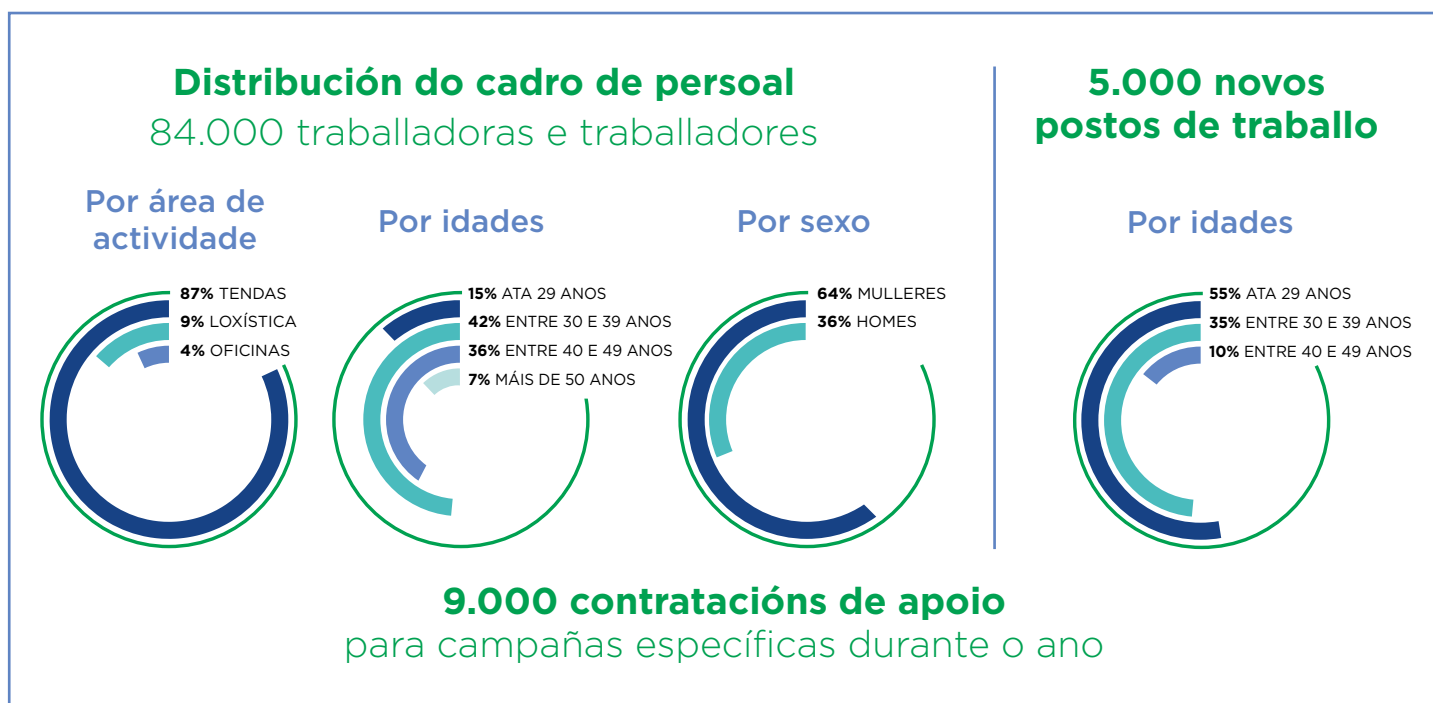 Distribución do cadro de persoal
84.000 traballadoras e traballadores
Por área de
actividade
87% TENDAS
9% LOXÍSTICA
4% OFICINAS
Por idades
15% ATA 29 ANOS
42% ENTRE 30 E 39 ANOS
36% ENTRE 40 E 49 ANOS
7% MÁIS DE 50 ANOS
Por sexo
64% MULLERES
36% HOMES
5.000 novos
postos de traballo
Por idades
55% ATA 29 ANOS
35% ENTRE 30 E 39 ANOS
10% ENTRE 40 E 49 ANOS
9.000 contratacións de apoio
para campañas específicas durante o ano